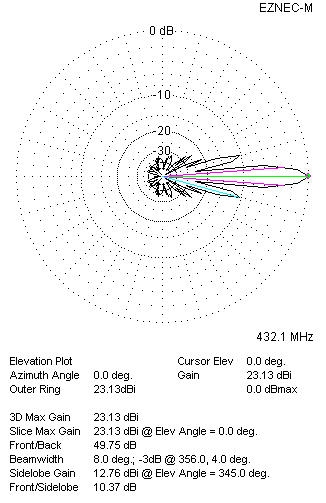 EZNEC-M
0 dB
-10
-20
-30
432.1 MHz
Elevation Plot Cursor Elev 0.0 deg.
Azimuth Angle 0.0 deg. Gain 23.13 dBi
Outer Ring 23.13dBi 0.0 dBmax
3D Max Gain 23.13 dBi
Slice Max Gain 23.13 dBi @ Elev Angle = 0.0 deg.
Front/Back 49.75 dB
Beamwidth 8.0 deg.; -3dB @ 356.0, 4.0 deg.
Sidelobe Gain 12.76 dBi @ Elev Angle = 345.0 deg.
Front/Sidelobe 10.37 dB